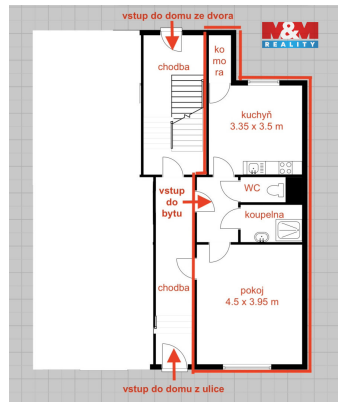 vstup do domu ze dvora
M&M
REALITY
ko
mo
ra
chodba
kuchyň
3.35 x 3.5 m
WC
vstup
do
bytu
koupelna
chodba
pokoj
4.5 x 3.95 m
vstup do domu z ulice